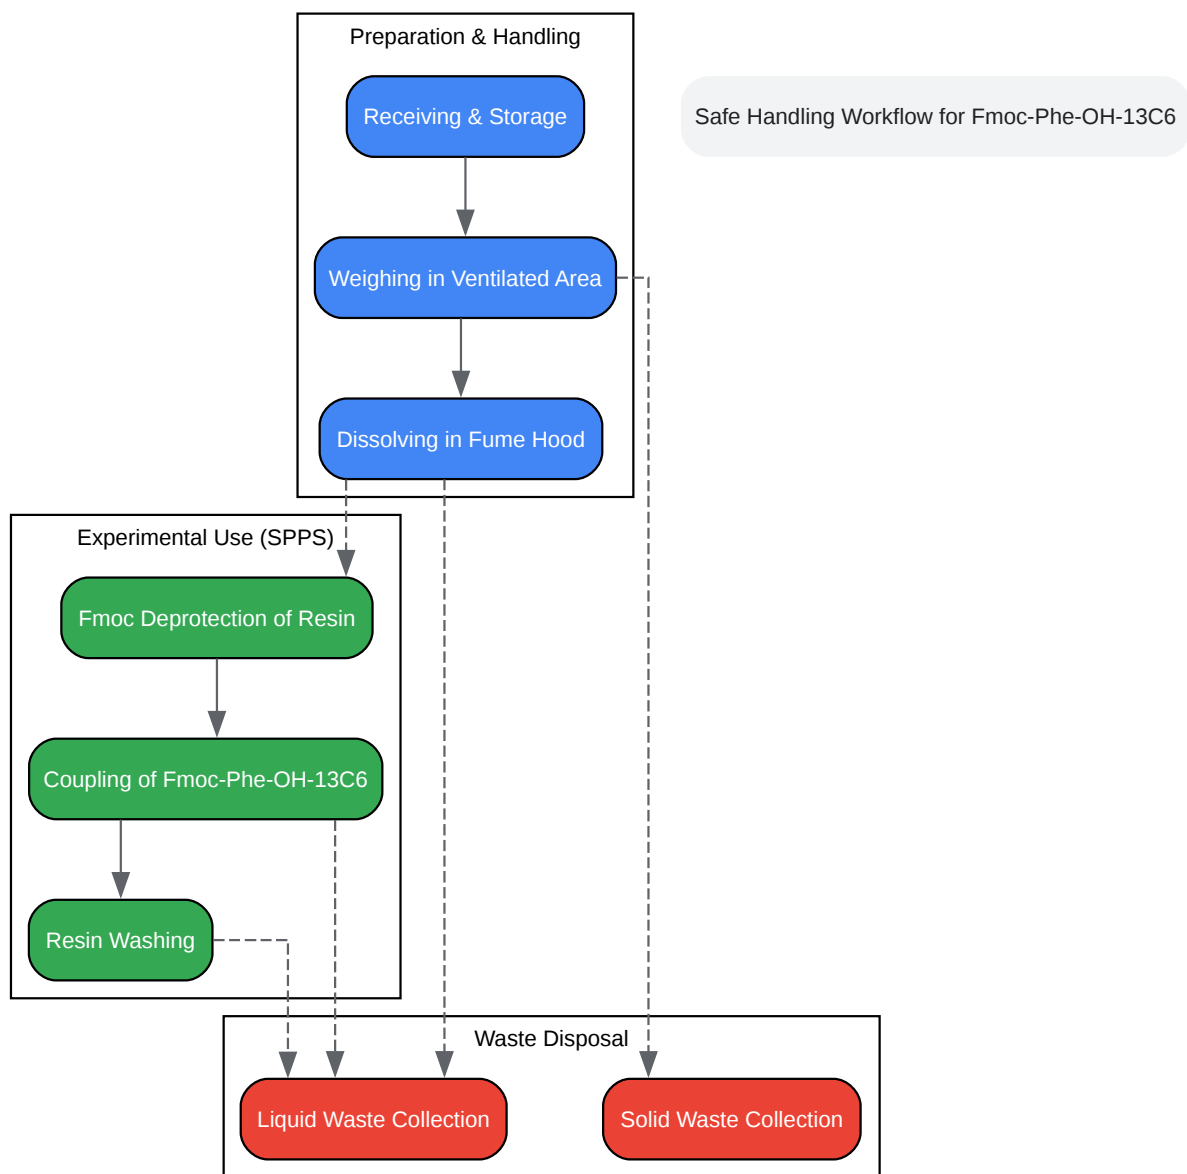 Preparation & Handling
Receiving & Storage
Safe Handling Workflow for Fmoc-Phe-OH-13C6
Weighing in Ventilated Area
Dissolving in Fume Hood
Experimental Use (SPPS)
Fmoc Deprotection of Resin
Coupling of Fmoc-Phe-OH-13C6
Resin Washing
Waste Disposal
Liquid Waste Collection
Solid Waste Collection